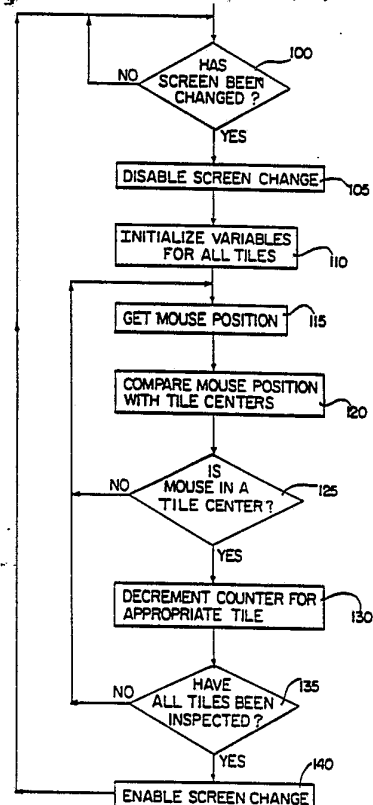 100
HAS
SCREEN BEEN
CHANGED ?
NO
YES
DISABLE SCREEN CHANGE
105
INITIALIZE VARIABLES
FOR ALL TILES
110
GET MOUSE POSITION
115
COMPARE MOUSE POSITION
WITH TILE CENTERS
120
IS
MOUSE IN A
TILE CENTER ?
125
NO
YES
DECREMENT COUNTER FOR
APPROPRIATE TILE
130
HAVE
ALL TILES BEEN
INSPECTED ?
135
NO
YES
140
ENABLE SCREEN CHANGE